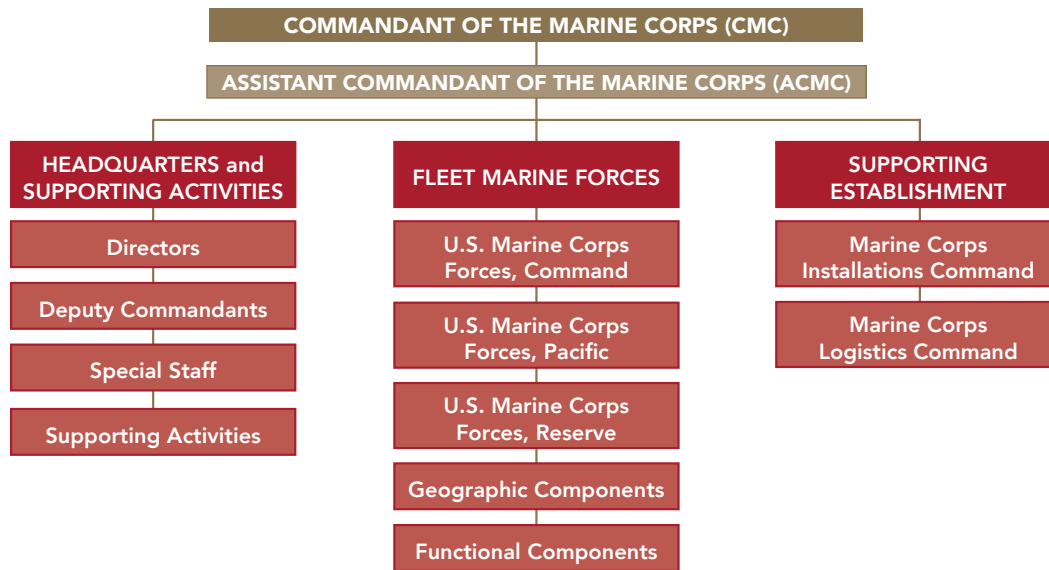 COMMANDANT OF THE MARINE CORPS (CMC)
ASSISTANT COMMANDANT OF THE MARINE CORPS (ACMC)
HEADQUARTERS and
SUPPORTING ACTIVITIES
Directors
Deputy Commandants
Special Staff
Supporting Activities
FLEET MARINE FORCES
U.S. Marine Corps
Forces, Command
U.S. Marine Corps
Forces, Pacific
U.S. Marine Corps
Forces, Reserve
Geographic Components
Functional Components
SUPPORTING
ESTABLISHMENT
Marine Corps
Installations Command
Marine Corps
Logistics Command